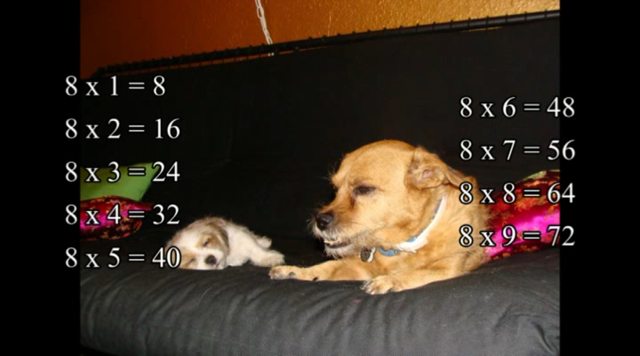 8 x 1 = 8
8 x 2 = 16
8 x 3 = 24
8 x 4 = 32
8 x 5 = 40
8 x 6 = 48
8 x 7 = 56
8 x 8 = 64
8 x 9 = 72